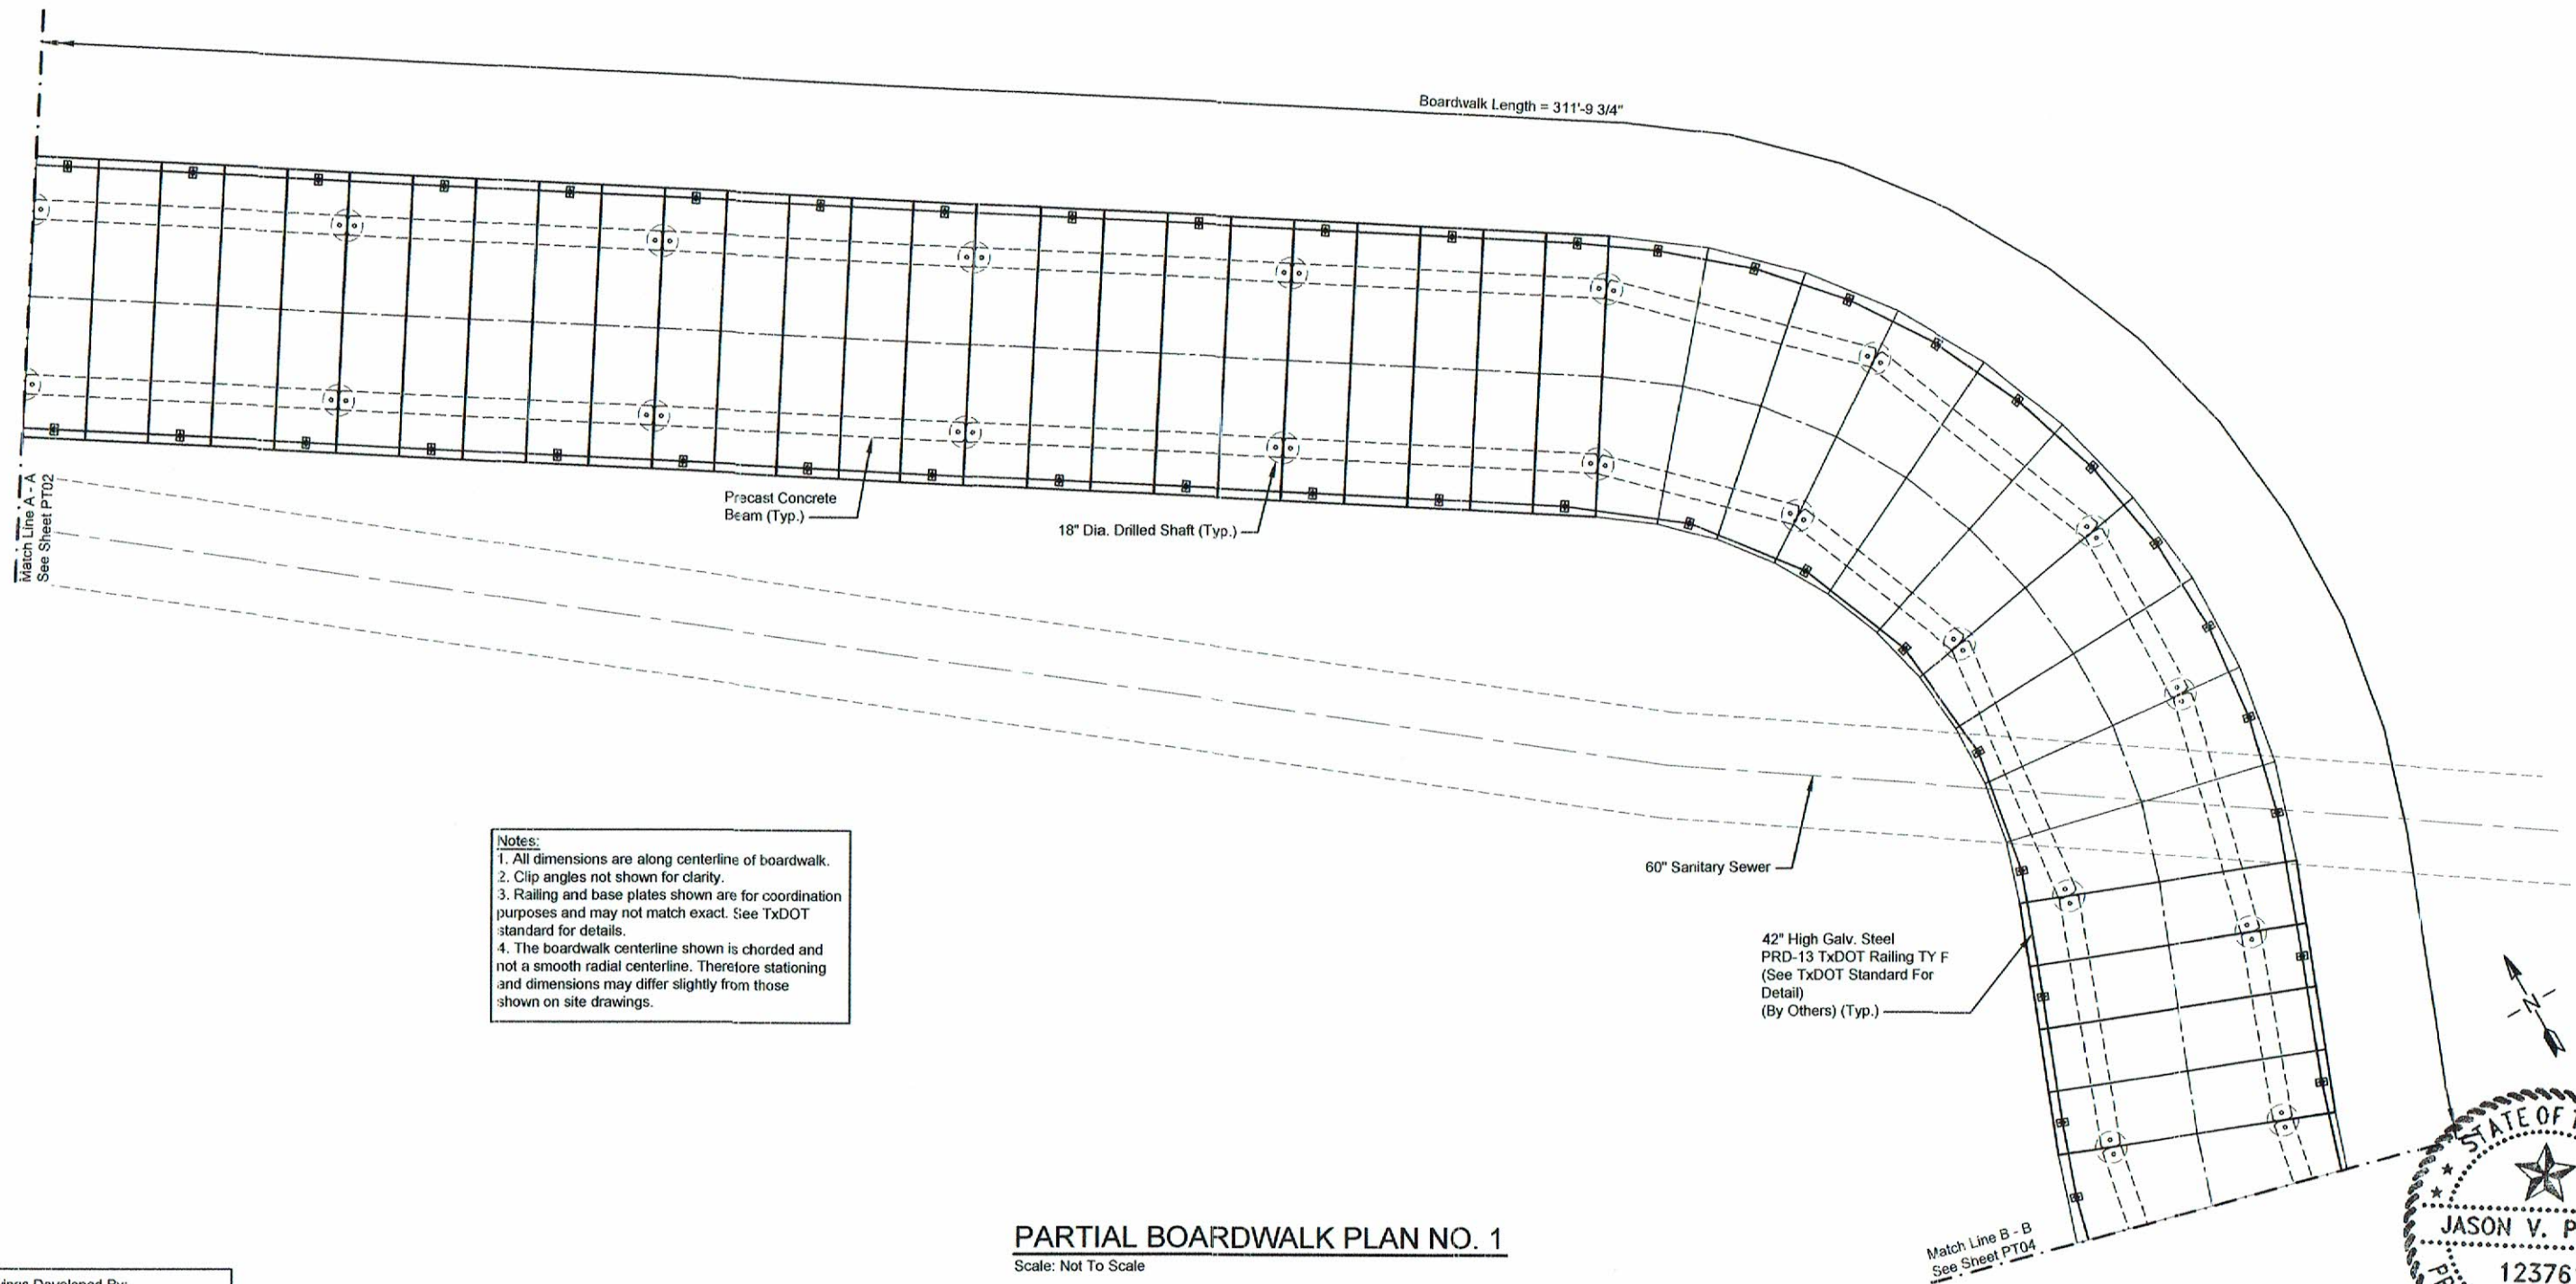 Boardwalk Length = 311'-9 3/4"
Match Line A - A
See Sheet PT02
Precast Concrete
Beam (Typ.)
18" Dia. Drilled Shaft (Typ.)
60" Sanitary Sewer
Notes:
1. All dimensions are along centerline of boardwalk.
2. Clip angles not shown for clarity.
3. Railing and base plates shown are for coordination
purposes and may not match exact. See TxDOT
standard for details.
4. The boardwalk centerline shown is chorded and
not a smooth radial centerline. Therefore stationing
and dimensions may differ slightly from those
shown on site drawings.
42" High Galv. Steel
PRD-13 TxDOT Railing TY F
(See TxDOT Standard For
Detail)
(By Others) (Typ.)
N
Match Line B - B
See Sheet PT04
PARTIAL BOARDWALK PLAN NO. 1
Scale: Not To Scale
STATE OF
JASON V. P
12376
Developed By: